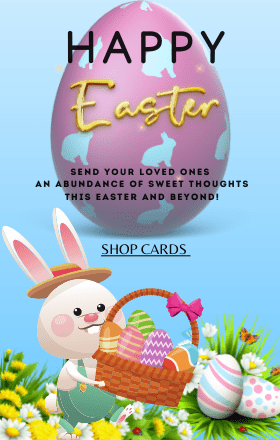 HAPPY
Easter
SEND YOUR LOVED ONES
AN ABUNDANCE OF SWEET THOUGHTS
THIS EASTER AND BEYOND!
SHOP CARDS